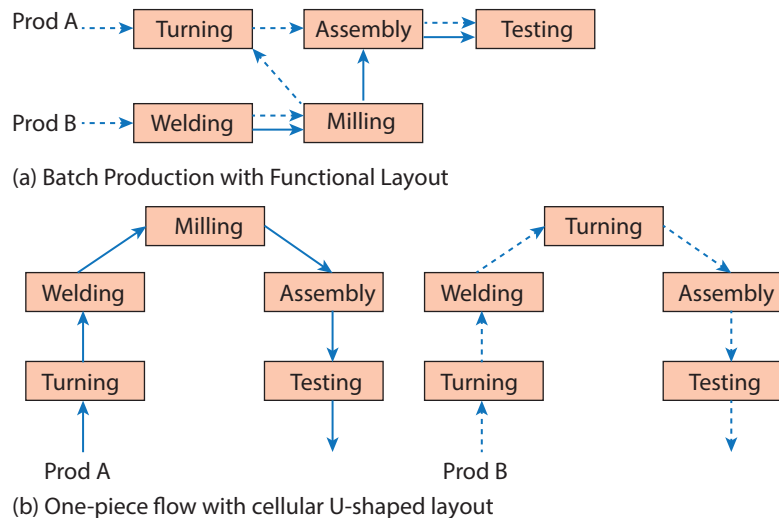 Prod A
Turning
Assembly
Testing
Prod B
Welding
Milling
(a) Batch Production with Functional Layout
Milling
Turning
Welding
Assembly
Welding
Assembly
Turning
Testing
Turning
Testing
Prod A
Prod B
(b) One-piece flow with cellular U-shaped layout